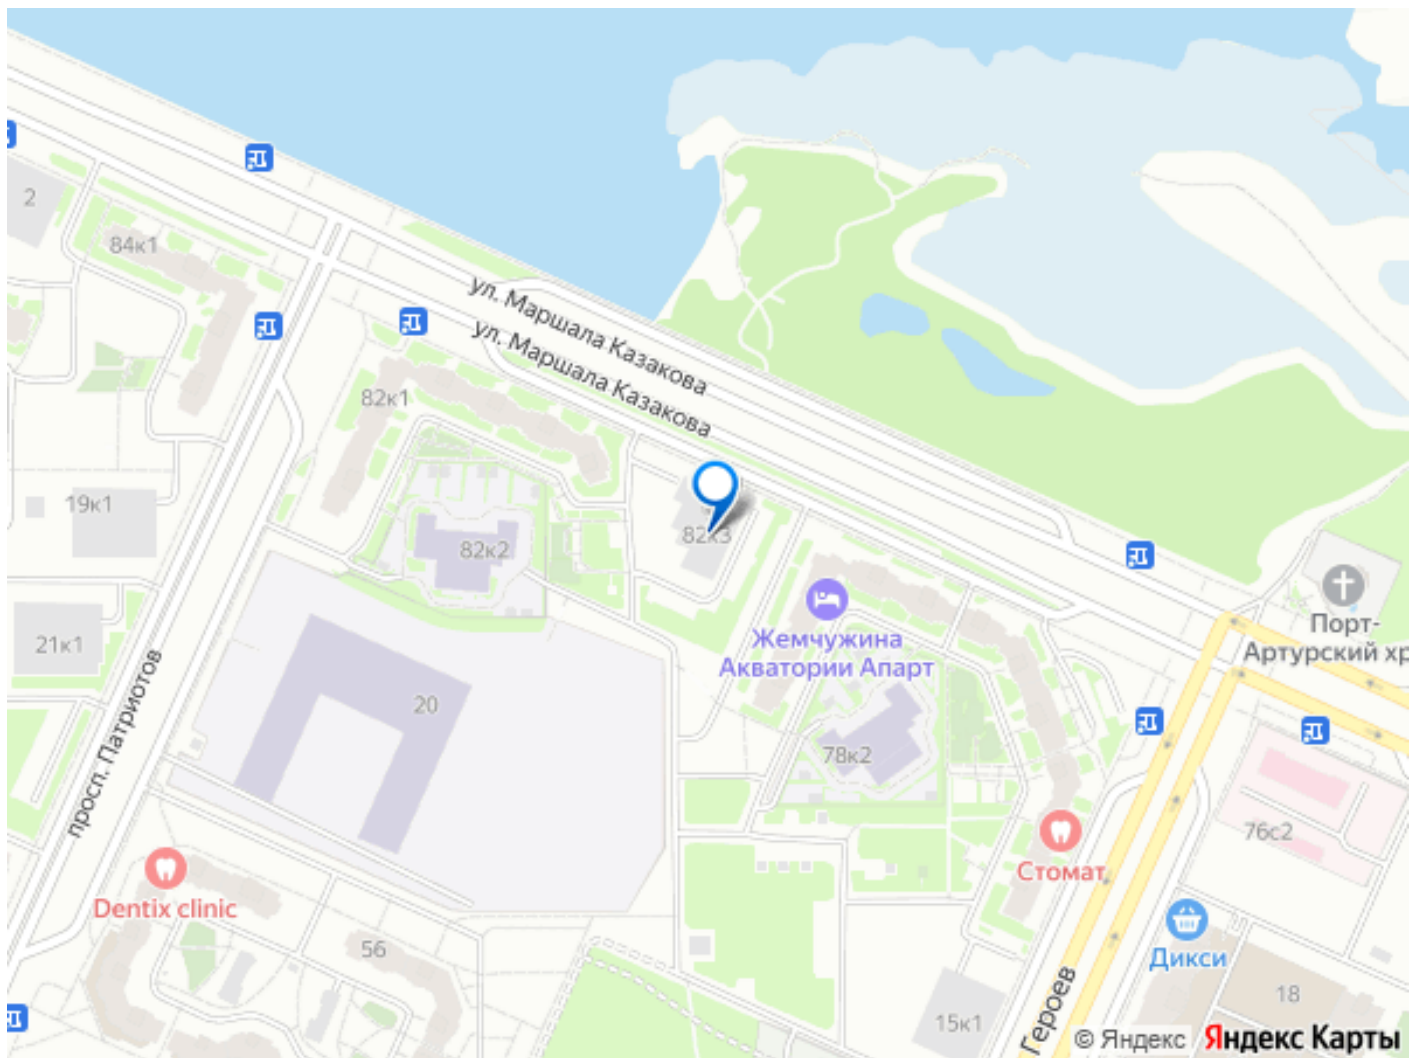 2
84к1
ул. Маршала Казакова
ул. Маршала Казакова
82к1
19к1
82к3
82к2
21к1
Жемчужина
Акватории Апарт
Порт-
Артурский хр
просп. Патриотов
20
78к2
76с2
Стомат
Dentix clinic
56
Дикси
18
15к1
Героев
© Яндекс Яндекс Карты